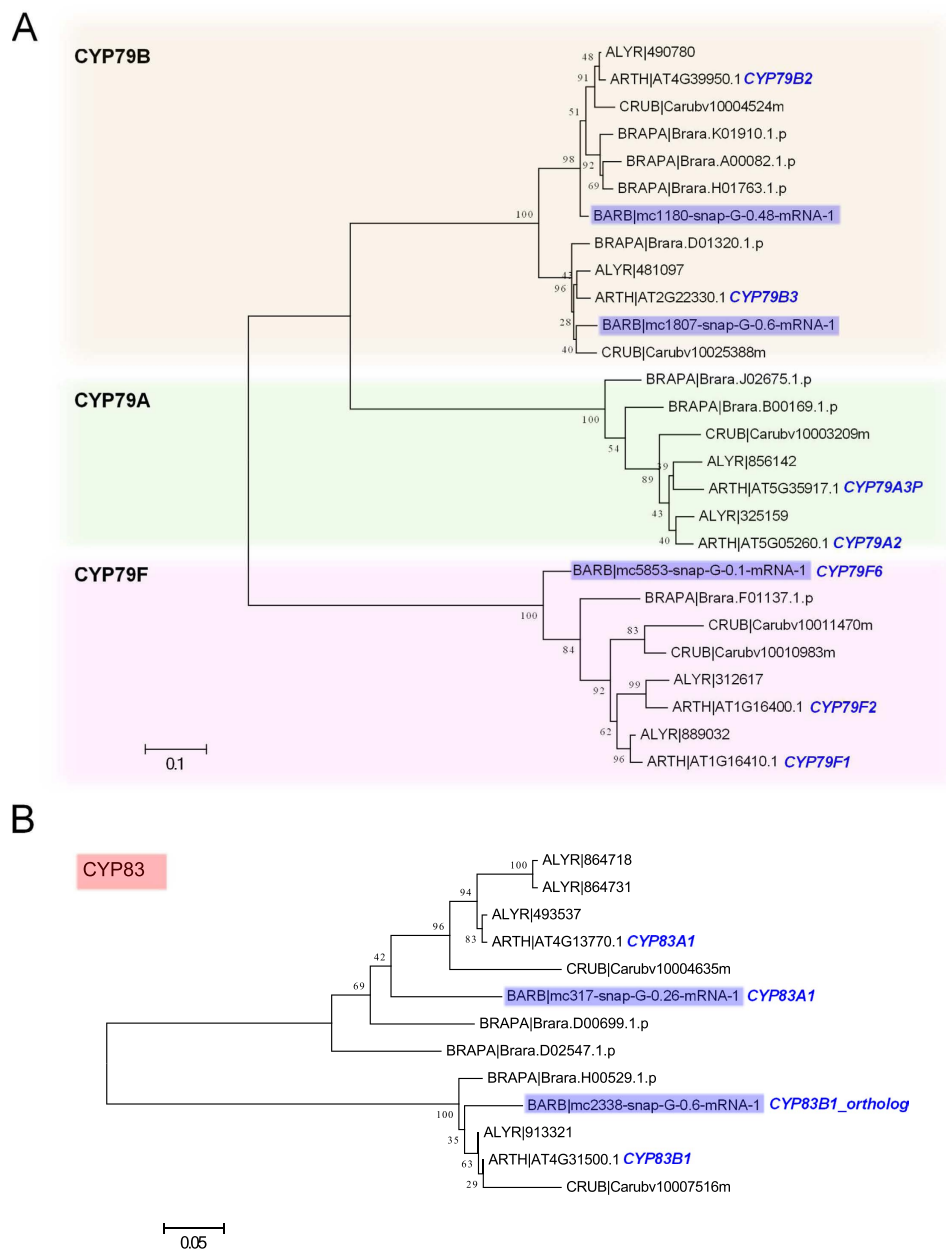 A
CYP79B
48
ALYR|490780
91
ARTH|AT4G39950.1 CYP79B2
51
CRUB|Carubv10004524m
BRAPA|Brara.K01910.1.p
98
92
BRAPA|Brara.A00082.1.p
69
BRAPA|Brara.H01763.1.p
100
BARB|mc1180-snap-G-0.48-mRNA-1
BRAPA|Brara.D01320.1.p
43
ALYR|481097
96
ARTH|AT2G22330.1 CYP79B3
28
BARB|mc1807-snap-G-0.6-mRNA-1
40
CRUB|Carubv10025388m
CYP79A
BRAPA|Brara.J02675.1.p
100
BRAPA|Brara.B00169.1.p
54
CRUB|Carubv10003209m
39
ALYR|856142
89
ARTH|AT5G35917.1 CYP79A3P
43
ALYR|325159
40
ARTH|AT5G05260.1 CYP79A2
CYP79F
BARB|mc5853-snap-G-0.1-mRNA-1 CYP79F6
100
BRAPA|Brara.F01137.1.p
83
CRUB|Carubv10011470m
84
CRUB|Carubv10010983m
99
ALYR|312617
92
ARTH|AT1G16400.1 CYP79F2
62
ALYR|889032
96
ARTH|AT1G16410.1 CYP79F1
0.1
B
CYP83
100
ALYR|864718
ALYR|864731
94
ALYR|493537
96
83
ARTH|AT4G13770.1 CYP83A1
42
CRUB|Carubv10004635m
69
BARB|mc317-snap-G-0.26-mRNA-1 CYP83A1
BRAPA|Brara.D00699.1.p
BRAPA|Brara.D02547.1.p
BRAPA|Brara.H00529.1.p
100
BARB|mc2338-snap-G-0.6-mRNA-1 CYP83B1_ortholog
35
ALYR|913321
63
ARTH|AT4G31500.1 CYP83B1
29
CRUB|Carubv10007516m
0.05